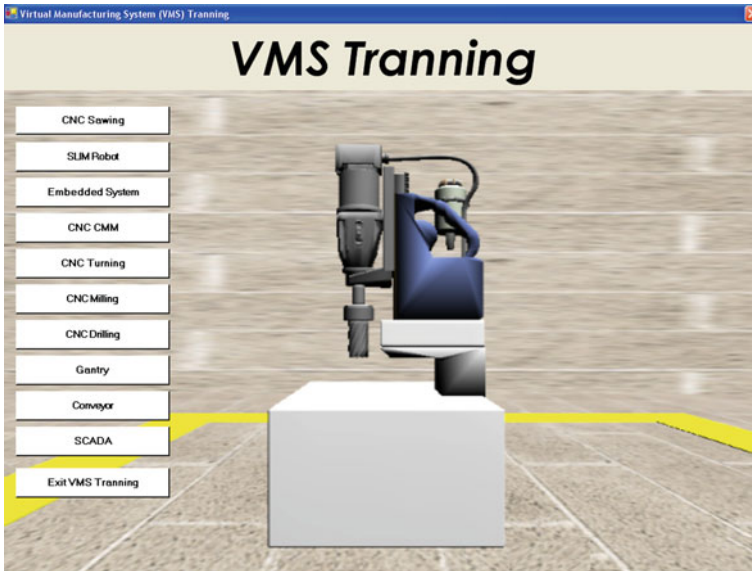 Virtual Manufacturing System (VMS) Tranning
VMS Tranning
CNC Sawing
SLIM Robot
Embedded System
CNC CMM
CNC Turning
CNC Milling
CNC Drilling
Gantry
Conveyor
SCADA
Exit VMS Tranning